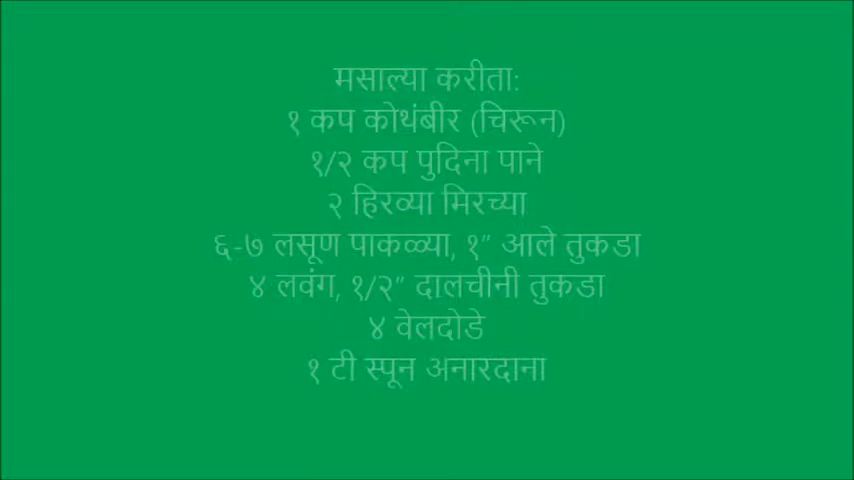 मसाल्या करीता:
१ कप कोथंबीर (चिरून)
१/२ कप पुदिना पाने
२ हिरव्या मिरच्या
६-७ लसूण पाकळ्या, १” आले तुकडा
४ लवंग, १/२” दालचीनी तुकडा
४ वेलदोडे
१ टी स्पून अनारदाना